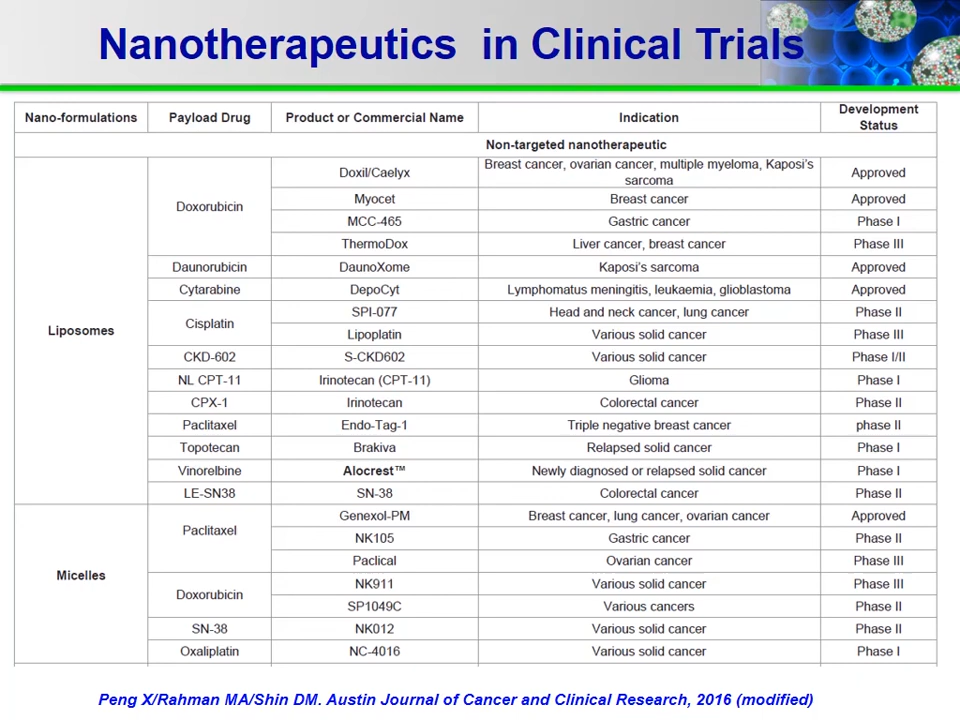 Nanotherapeutics in Clinical Trials
Nano-formulations Payload Drug Product or Commercial Name Indication Development Status
Non-targeted nanotherapeutic
Liposomes
Doxorubicin
Doxil/Caelyx Breast cancer, ovarian cancer, multiple myeloma, Kaposi's sarcoma Approved
Myocet Breast cancer Approved
MCC-465 Gastric cancer Phase I
ThermoDox Liver cancer, breast cancer Phase III
Daunorubicin DaunoXome Kaposi's sarcoma Approved
Cytarabine DepoCyt Lymphomatus meningitis, leukaemia, glioblastoma Approved
Cisplatin
SPI-077 Head and neck cancer, lung cancer Phase II
Lipoplatin Various solid cancer Phase III
CKD-602 S-CKD602 Various solid cancer Phase I/II
NL CPT-11 Irinotecan (CPT-11) Glioma Phase I
CPX-1 Irinotecan Colorectal cancer Phase II
Paclitaxel Endo-Tag-1 Triple negative breast cancer phase II
Topotecan Brakiva Relapsed solid cancer Phase I
Vinorelbine Alocrest™ Newly diagnosed or relapsed solid cancer Phase I
LE-SN38 SN-38 Colorectal cancer Phase II
Micelles
Paclitaxel
Genexol-PM Breast cancer, lung cancer, ovarian cancer Approved
NK105 Gastric cancer Phase II
Paclical Ovarian cancer Phase III
Doxorubicin
NK911 Various solid cancer Phase III
SP1049C Various cancers Phase II
SN-38 NK012 Various solid cancer Phase II
Oxaliplatin NC-4016 Various solid cancer Phase I
Peng X/Rahman MA/Shin DM. Austin Journal of Cancer and Clinical Research, 2016 (modified)